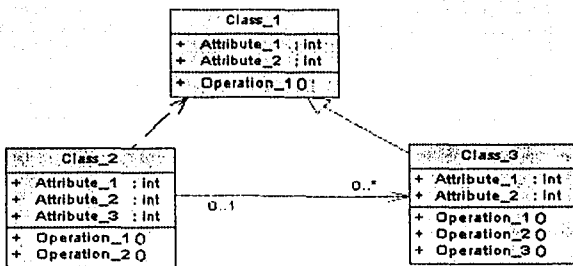 Class_1
+ Attribute_1 : int
+ Attribute_2 : int
+ Operation_1 ()
Class_2
+ Attribute_1 : int
+ Attribute_2 : int
+ Attribute_3 : int
+ Operation_1 ()
+ Operation_2 ()
0..1
0..*
Class_3
+ Attribute_1 : int
+ Attribute_2 : int
+ Operation_1 ()
+ Operation_2 ()
+ Operation_3 ()